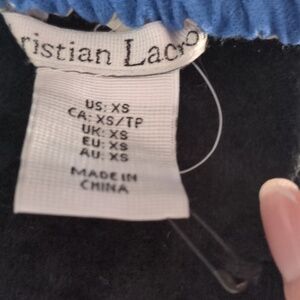 ristian Lacro
US: XS
CA: XS/TP
UK: XS
EU: XS
AU: XS
MADE IN
CHINA